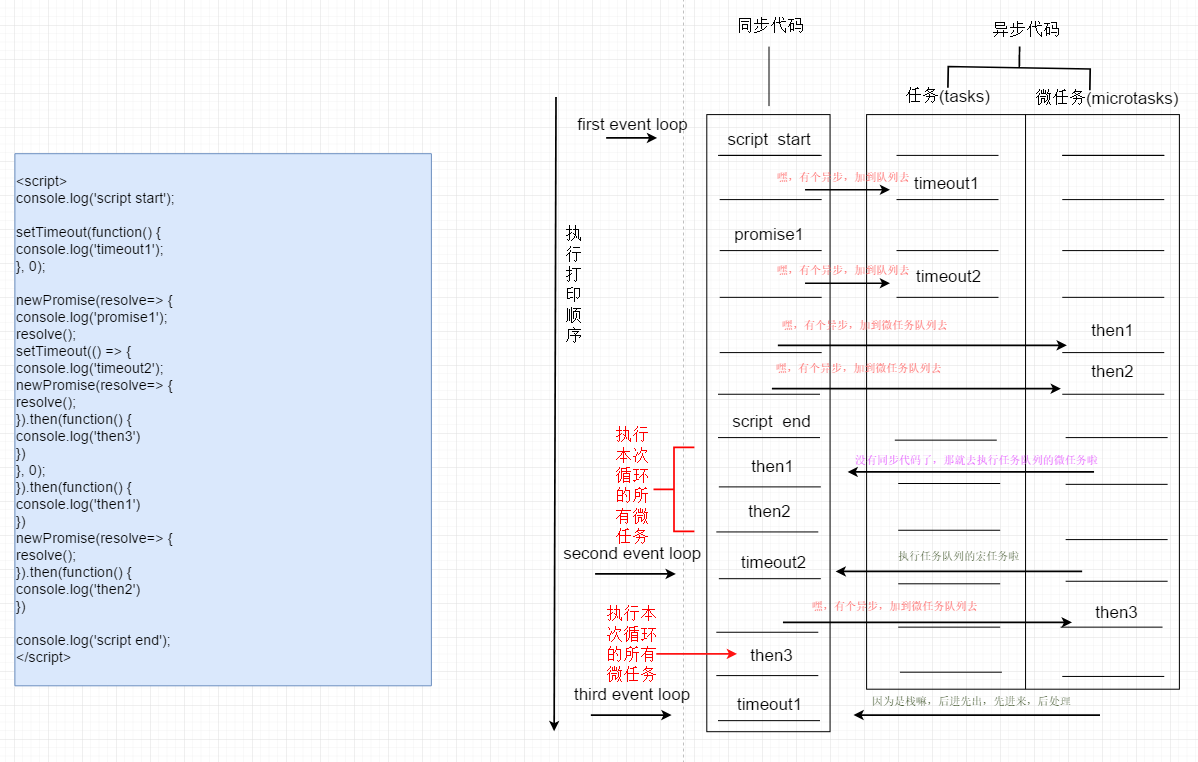 <script>
console.log('script start');
setTimeout(function() {
console.log('timeout1');
}, 0);
newPromise(resolve=> {
console.log('promise1');
resolve();
setTimeout(() => {
console.log('timeout2');
newPromise(resolve=> {
resolve();
}).then(function() {
console.log('then3')
})
}, 0);
}).then(function() {
console.log('then1')
})
newPromise(resolve=> {
resolve();
}).then(function() {
console.log('then2')
})
console.log('script end');
</script>
执行打印顺序
同步代码
异步代码
任务(tasks)
微任务(microtasks)
first event loop
script start
嘿，有个异步，加到队列去
timeout1
promise1
嘿，有个异步，加到队列去
timeout2
嘿，有个异步，加到微任务队列去
then1
嘿，有个异步，加到微任务队列去
then2
script end
执行
本次
循环
的所
有微
任务
没有同步代码了，那就去执行任务队列的微任务啦
then1
then2
second event loop
执行任务队列的宏任务啦
timeout2
嘿，有个异步，加到微任务队列去
then3
执行本
次循环
的所有
微任务
then3
third event loop
因为是栈嘛，后进先出，先进来，后处理
timeout1